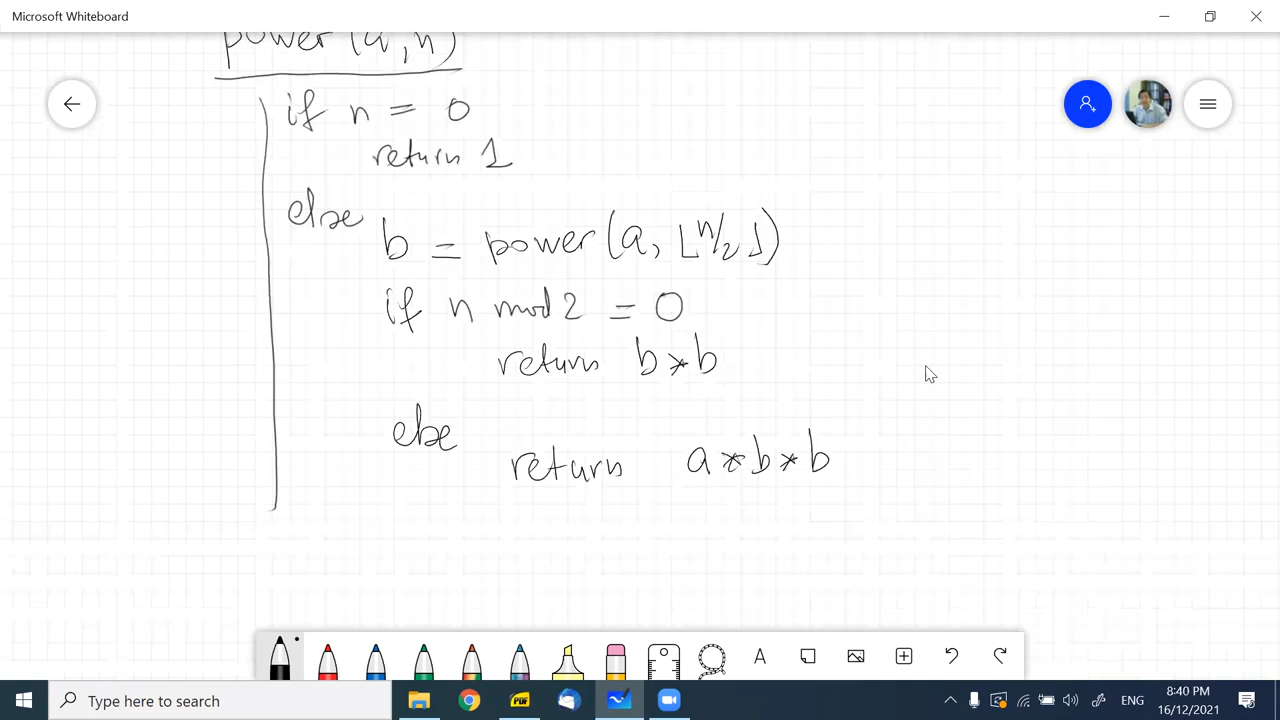 Microsoft Whiteboard
power (a, n)
if n = 0
return 1
else
b = power (a, ⌊n/2⌋)
if n mod 2 = 0
return b * b
else
return a * b * b
A
Type here to search
PDF
ENG
8:40 PM
16/12/2021